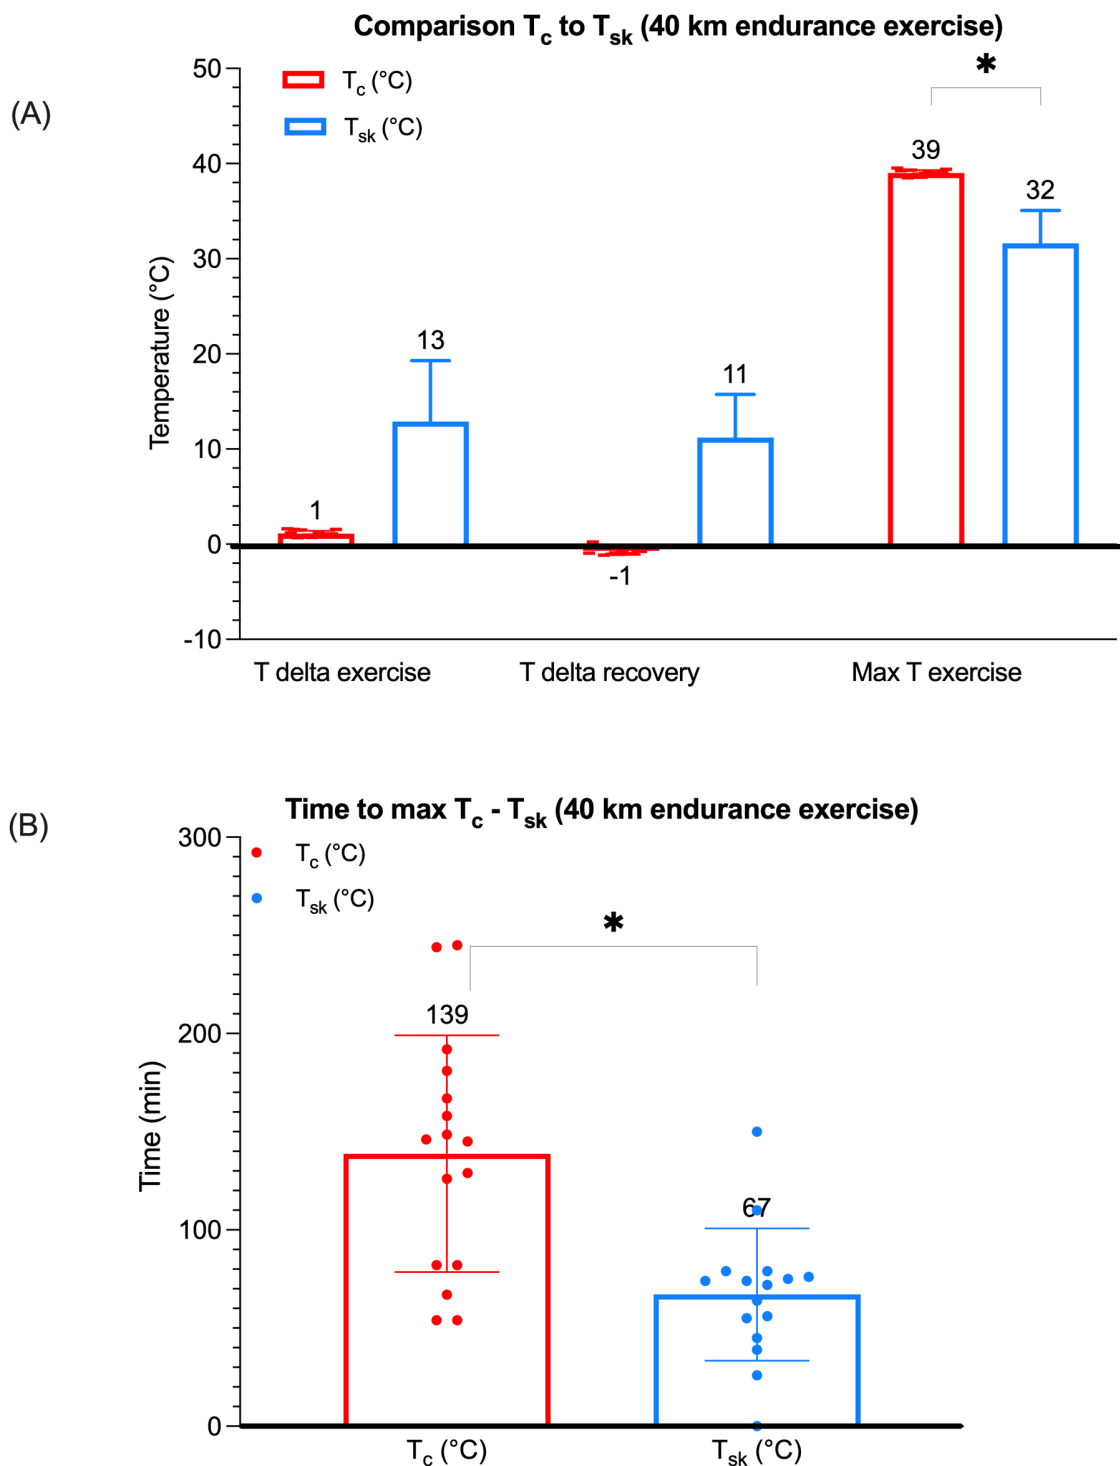 Comparison Tc to Tsk (40 km endurance exercise)
(A)
Tc (°C)
Tsk (°C)
*
50
40
30
20
10
0
-10
Temperature (°C)
1
13
-1
11
39
32
T delta exercise
T delta recovery
Max T exercise
(B)
Time to max Tc - Tsk (40 km endurance exercise)
Tc (°C)
Tsk (°C)
*
300
200
100
0
Time (min)
139
67
Tc (°C)
Tsk (°C)